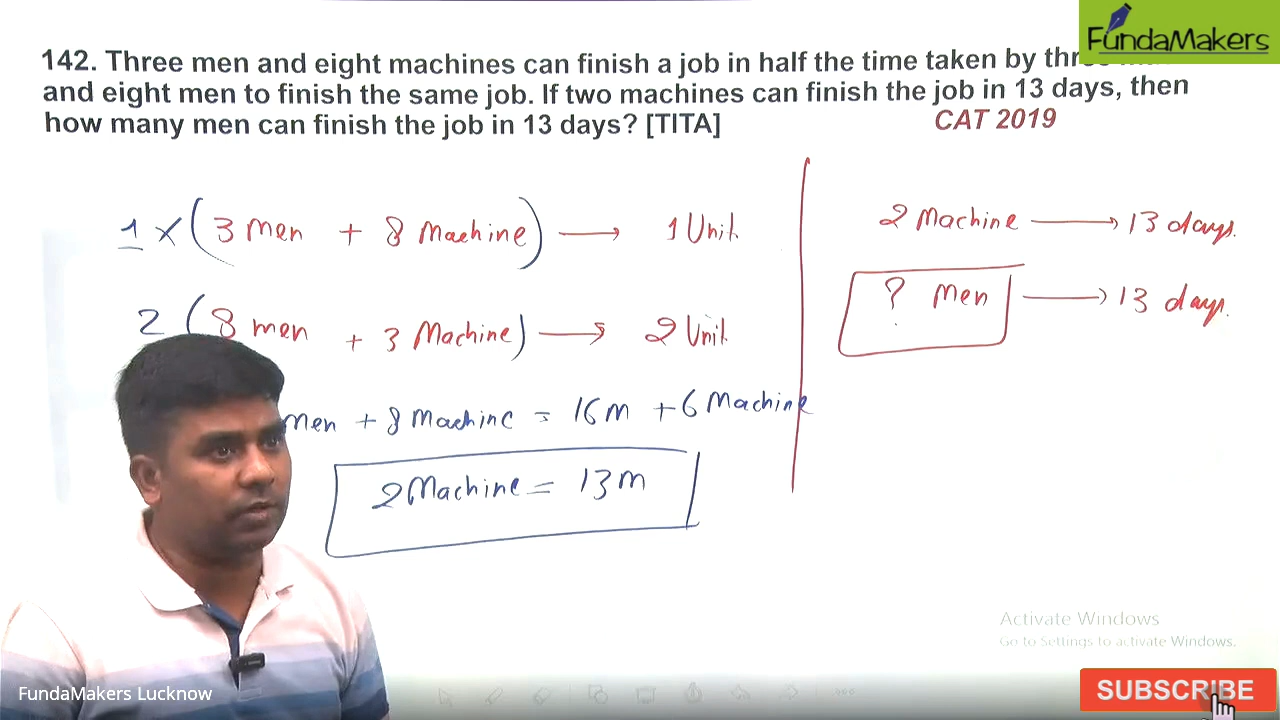 FundaMakers
142. Three men and eight machines can finish a job in half the time taken by three
and eight men to finish the same job. If two machines can finish the job in 13 days, then
how many men can finish the job in 13 days? [TITA]
CAT 2019
1 × (3 men + 8 Machine) → 1 Unit
2 (8 men + 3 Machine) → 2 Unit
men + 8 Machine = 16m + 6 Machine
2 Machine = 13m
2 Machine → 13 days.
? Men → 13 days.
Activate Windows
Go to Settings to activate Windows.
FundaMakers Lucknow
SUBSCRIBE